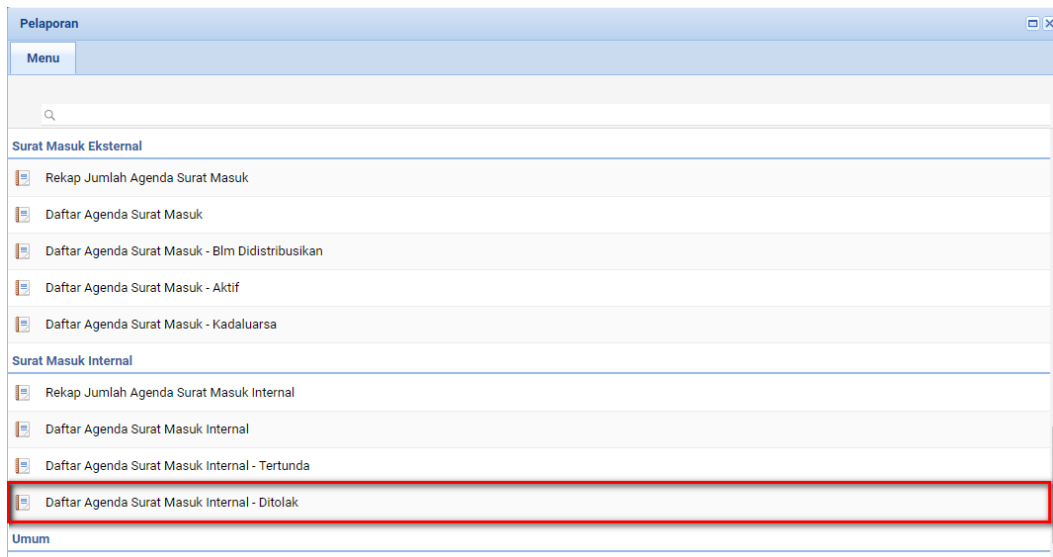 Pelaporan
Menu
Surat Masuk Eksternal
Rekap Jumlah Agenda Surat Masuk
Daftar Agenda Surat Masuk
Daftar Agenda Surat Masuk - Blm Didistribusikan
Daftar Agenda Surat Masuk - Aktif
Daftar Agenda Surat Masuk - Kadaluarsa
Surat Masuk Internal
Rekap Jumlah Agenda Surat Masuk Internal
Daftar Agenda Surat Masuk Internal
Daftar Agenda Surat Masuk Internal - Tertunda
Daftar Agenda Surat Masuk Internal - Ditolak
Umum